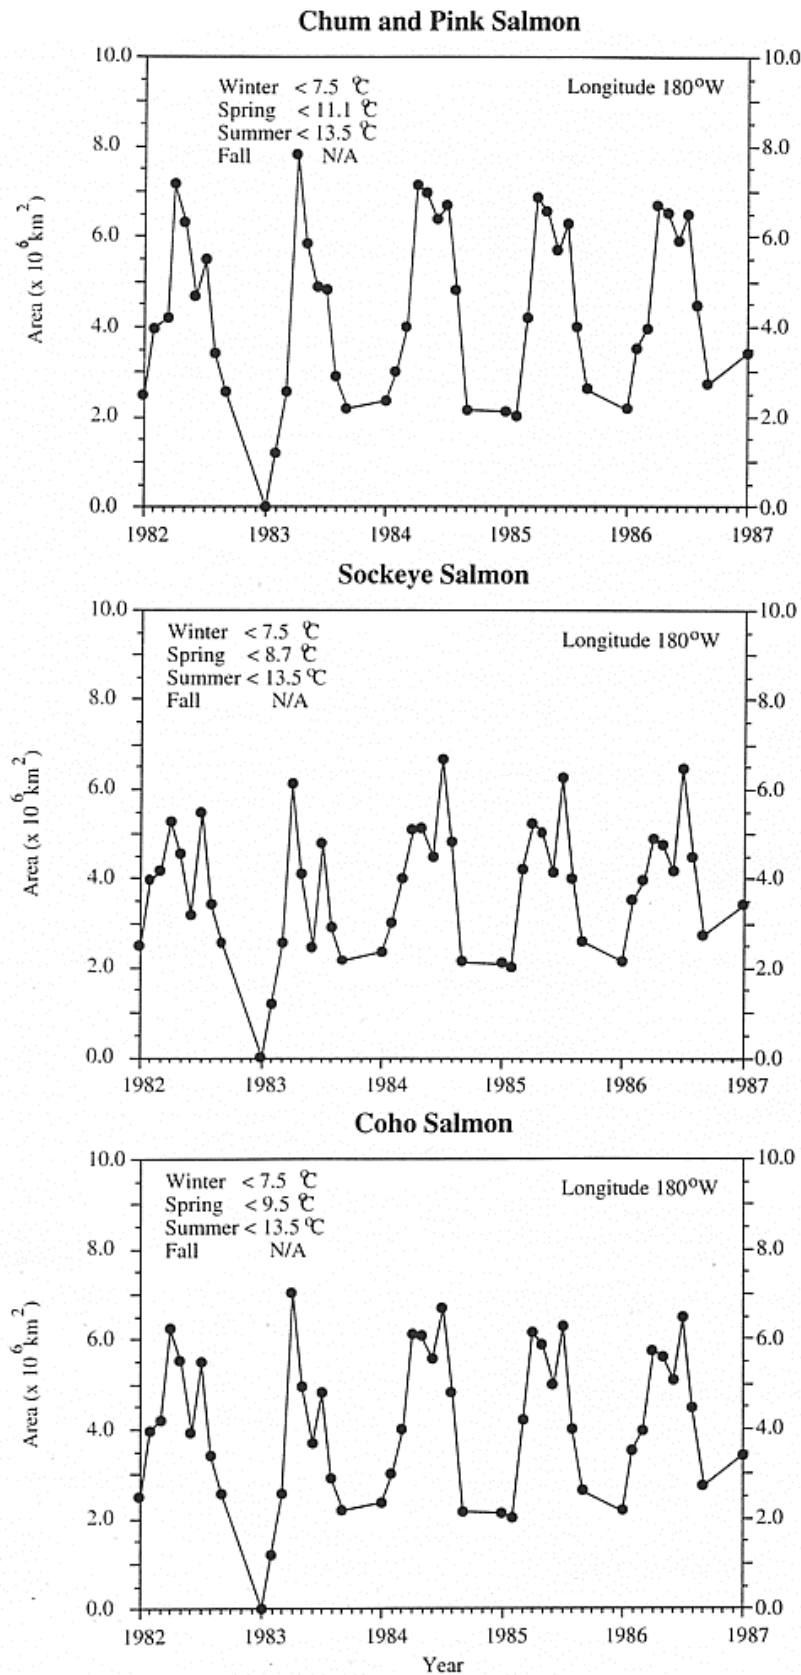 Chum and Pink Salmon
10.0
8.0
6.0
4.0
2.0
0.0
Area (x 10⁶ km²)
Winter < 7.5 °C
Spring < 11.1 °C
Summer < 13.5 °C
Fall N/A
Longitude 180°W
10.0
8.0
6.0
4.0
2.0
0.0
1982 1983 1984 1985 1986 1987
Sockeye Salmon
10.0
8.0
6.0
4.0
2.0
0.0
Area (x 10⁶ km²)
Winter < 7.5 °C
Spring < 8.7 °C
Summer < 13.5 °C
Fall N/A
Longitude 180°W
10.0
8.0
6.0
4.0
2.0
0.0
1982 1983 1984 1985 1986 1987
Coho Salmon
10.0
8.0
6.0
4.0
2.0
0.0
Area (x 10⁶ km²)
Winter < 7.5 °C
Spring < 9.5 °C
Summer < 13.5 °C
Fall N/A
Longitude 180°W
10.0
8.0
6.0
4.0
2.0
0.0
1982 1983 1984 1985 1986 1987
Year